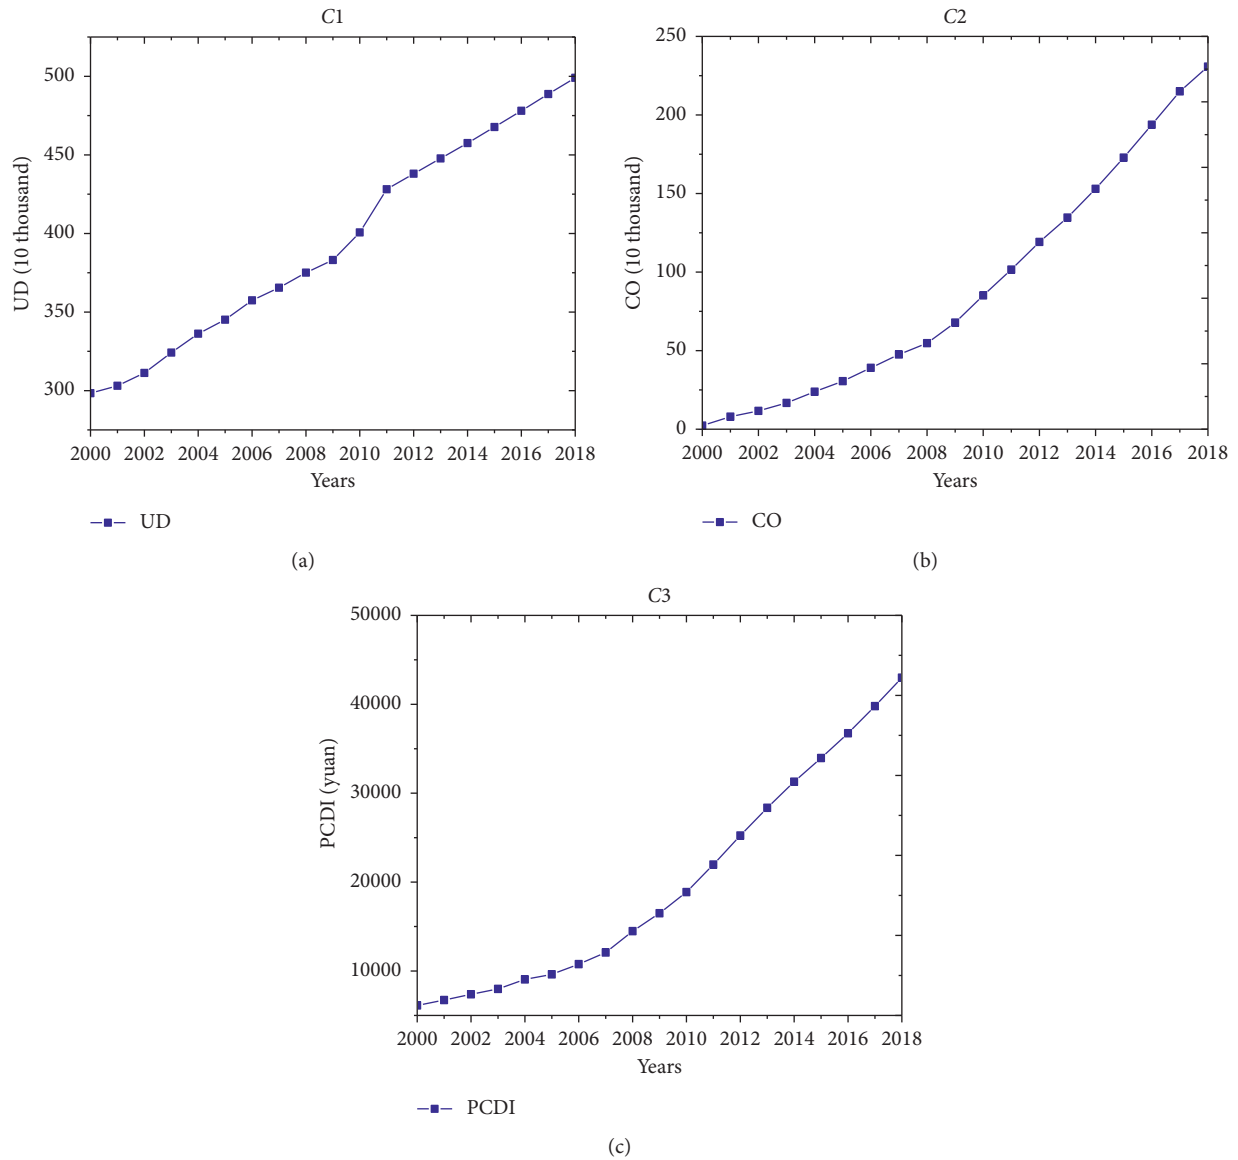 C1
UD (10 thousand)
500
450
400
350
300
2000 2002 2004 2006 2008 2010 2012 2014 2016 2018
Years
UD
(a)
C2
CO (10 thousand)
250
200
150
100
50
0
2000 2002 2004 2006 2008 2010 2012 2014 2016 2018
Years
CO
(b)
C3
PCDI (yuan)
50000
40000
30000
20000
10000
2000 2002 2004 2006 2008 2010 2012 2014 2016 2018
Years
PCDI
(c)